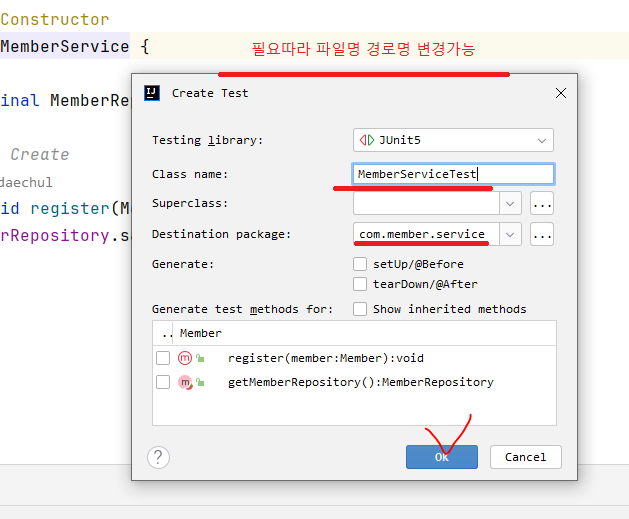 Constructor
MemberService {
필요따라 파일명 경로명 변경가능
IJ
Create Test
inal MemberRe
Testing library:
JUnit5
Create
Class name:
MemberServiceTest
daechul
Superclass:
...
id register(M
Destination package:
com.member.service
...
rRepository.sa
Generate:
setUp/@Before
tearDown/@After
Generate test methods for:
Show inherited methods
..
Member
m
register(member:Member):void
m
getMemberRepository():MemberRepository
?
Ok
Cancel